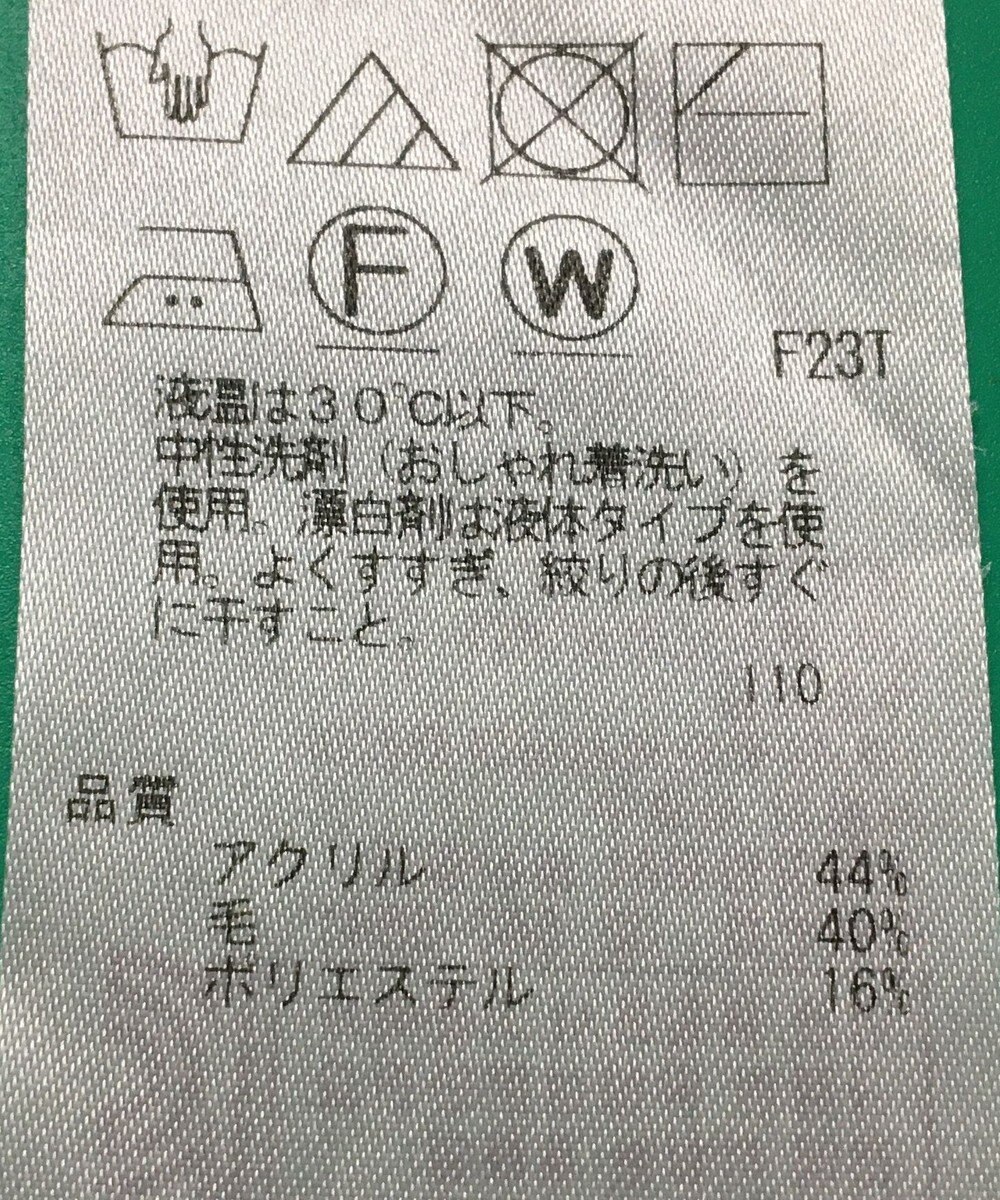 F W
F23T
液温は30℃以下。
中性洗剤（おしゃれ着洗い）を
使用。漂白剤は液体タイプを使
用。よくすすぎ、絞りの後すぐ
に干すこと。
110
品質
アクリル 44%
毛 40%
ポリエステル 16%